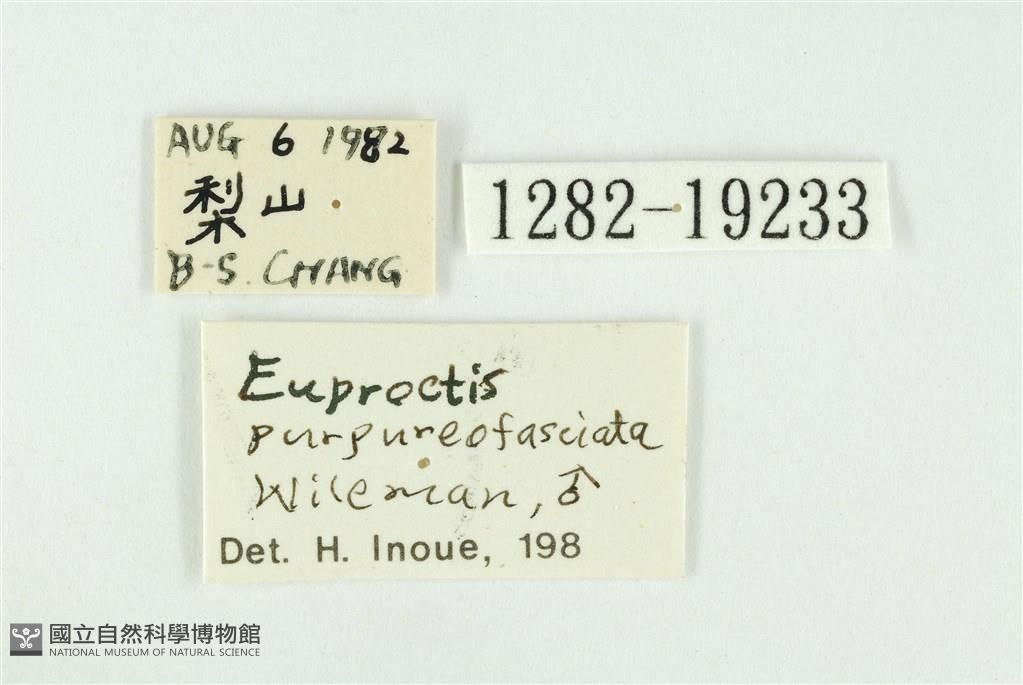 AUG 6 1982
梨山
B-S. CHANG
1282-19233
Euproctis
purpureofasciata
Wileman, ♂
Det. H. Inoue, 198
國立自然科學博物館
NATIONAL MUSEUM OF NATURAL SCIENCE